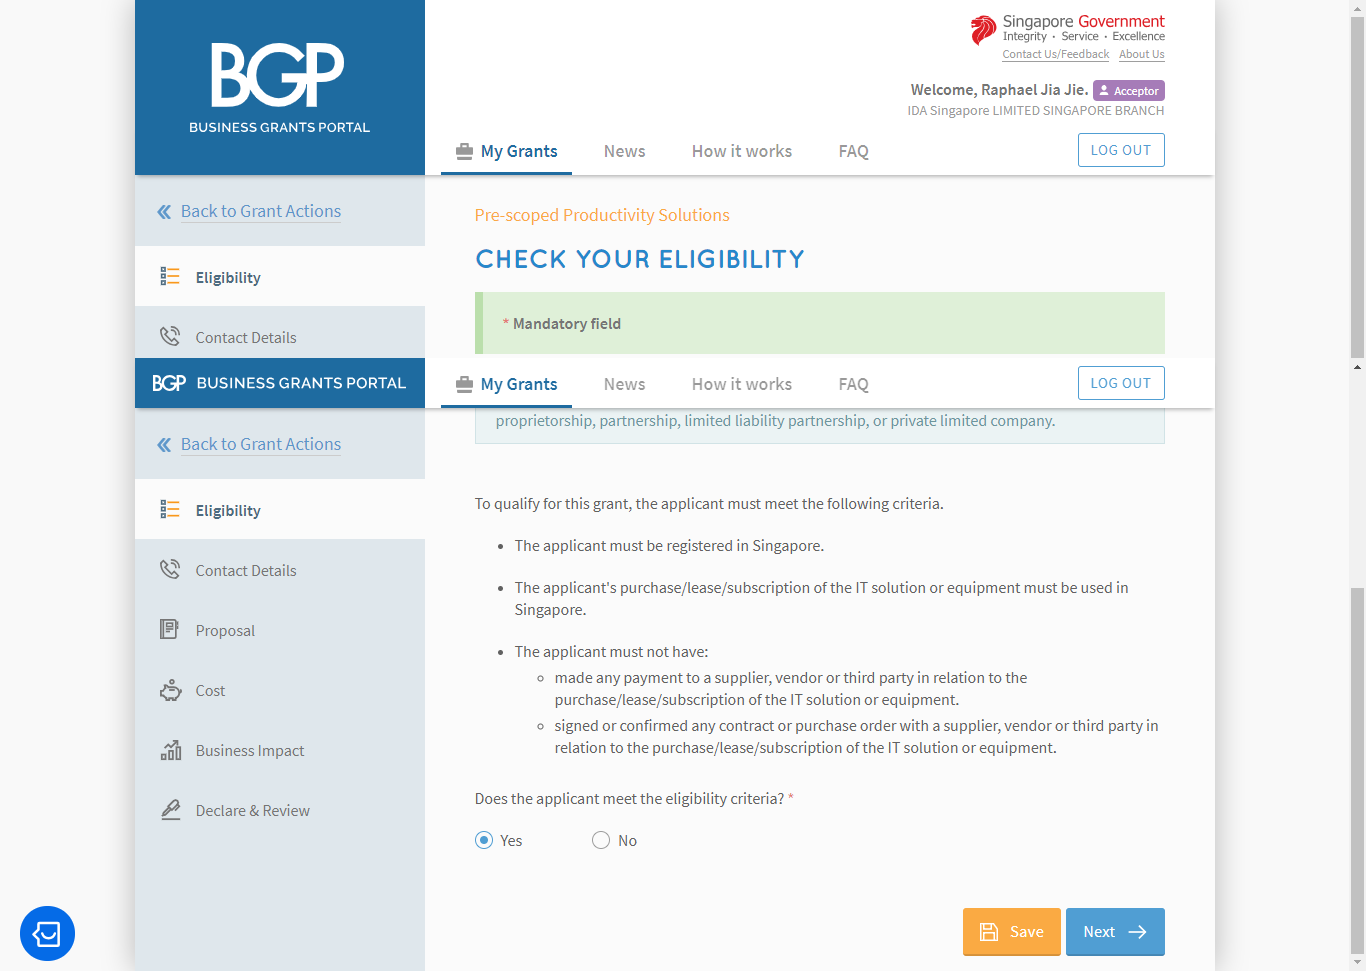 BGP
BUSINESS GRANTS PORTAL
Singapore Government
Integrity · Service · Excellence
Contact Us/Feedback About Us
Welcome, Raphael Jia Jie. Acceptor
IDA Singapore LIMITED SINGAPORE BRANCH
My Grants News How it works FAQ LOG OUT
Back to Grant Actions
Eligibility
Contact Details
Pre-scoped Productivity Solutions
CHECK YOUR ELIGIBILITY
* Mandatory field
BGP BUSINESS GRANTS PORTAL
My Grants News How it works FAQ LOG OUT
Back to Grant Actions
Eligibility
Contact Details
Proposal
Cost
Business Impact
Declare & Review
proprietorship, partnership, limited liability partnership, or private limited company.
To qualify for this grant, the applicant must meet the following criteria.
• The applicant must be registered in Singapore.
• The applicant's purchase/lease/subscription of the IT solution or equipment must be used in
Singapore.
• The applicant must not have:
◦ made any payment to a supplier, vendor or third party in relation to the
purchase/lease/subscription of the IT solution or equipment.
◦ signed or confirmed any contract or purchase order with a supplier, vendor or third party in
relation to the purchase/lease/subscription of the IT solution or equipment.
Does the applicant meet the eligibility criteria? *
Yes No
Save Next